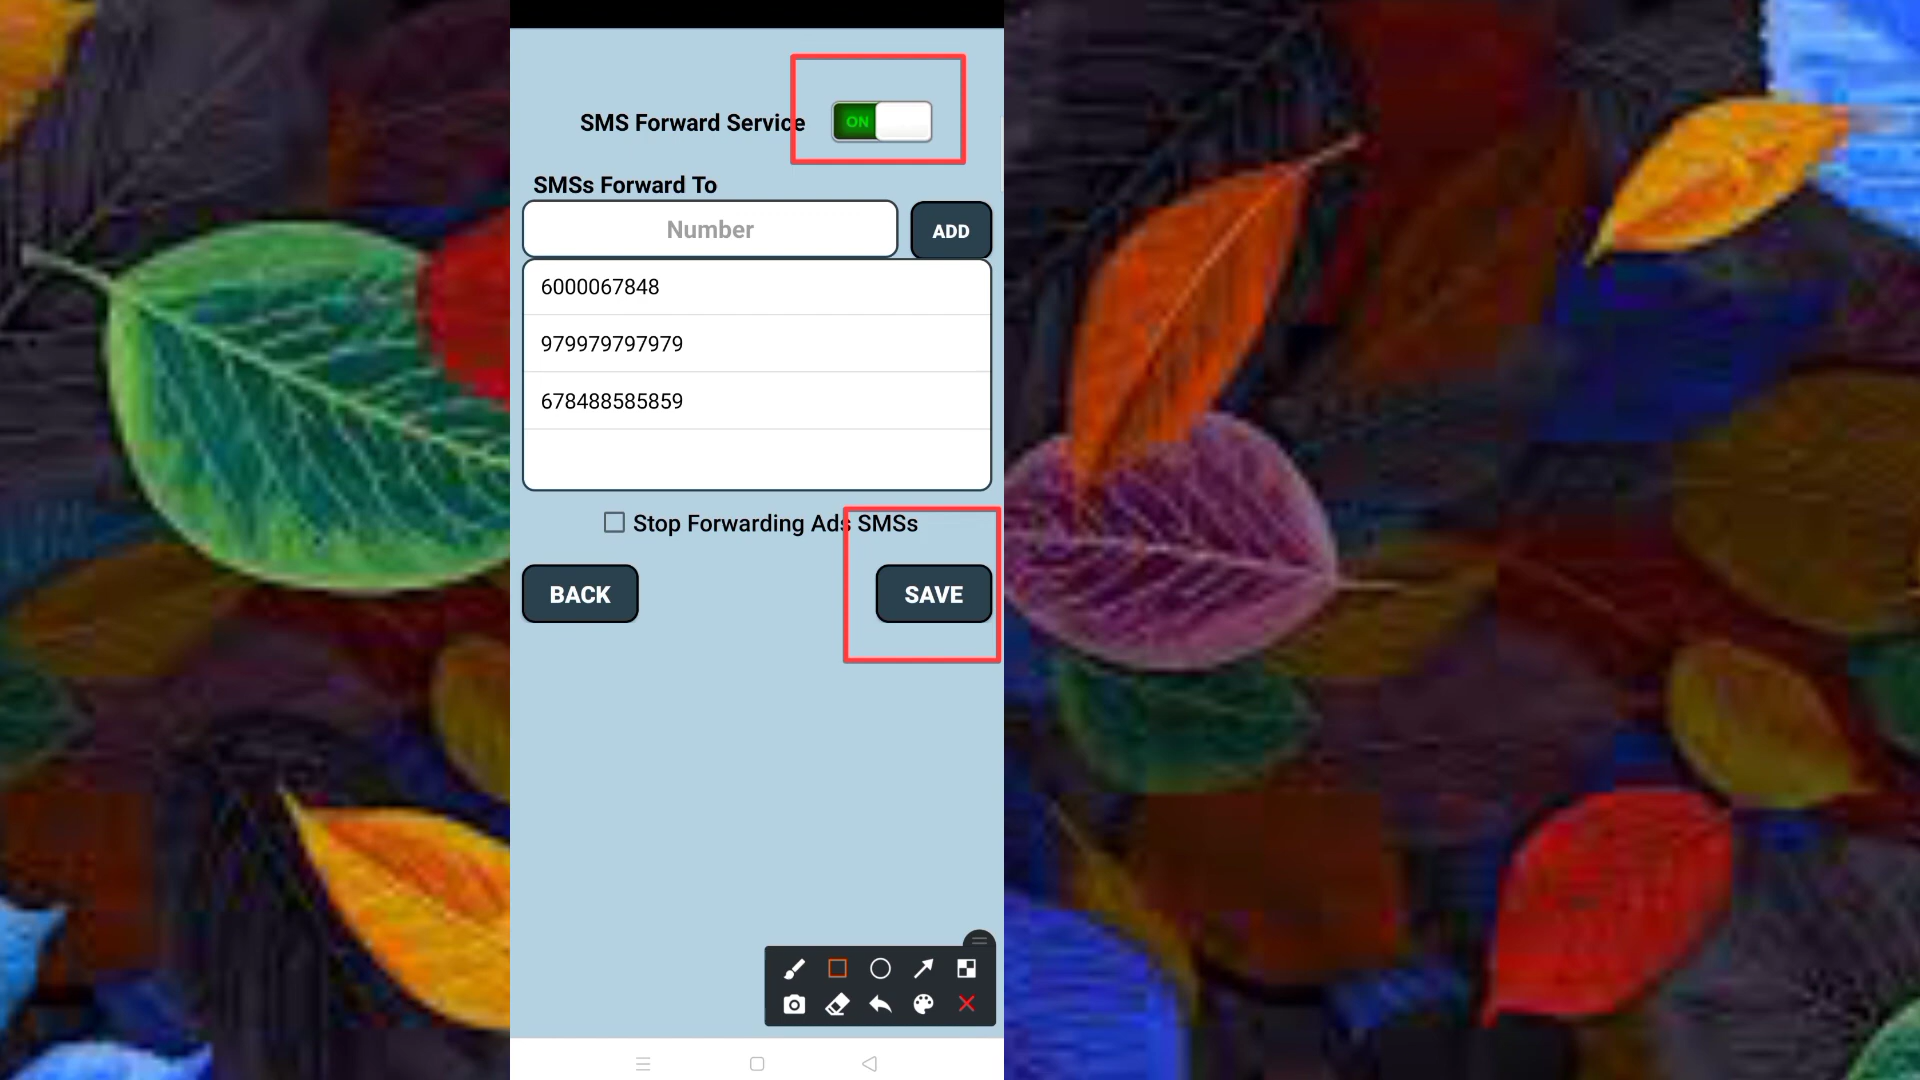 SMS Forward Service
ON
SMSs Forward To
Number
ADD
6000067848
979979797979
678488585859
Stop Forwarding Ads SMSs
BACK
SAVE